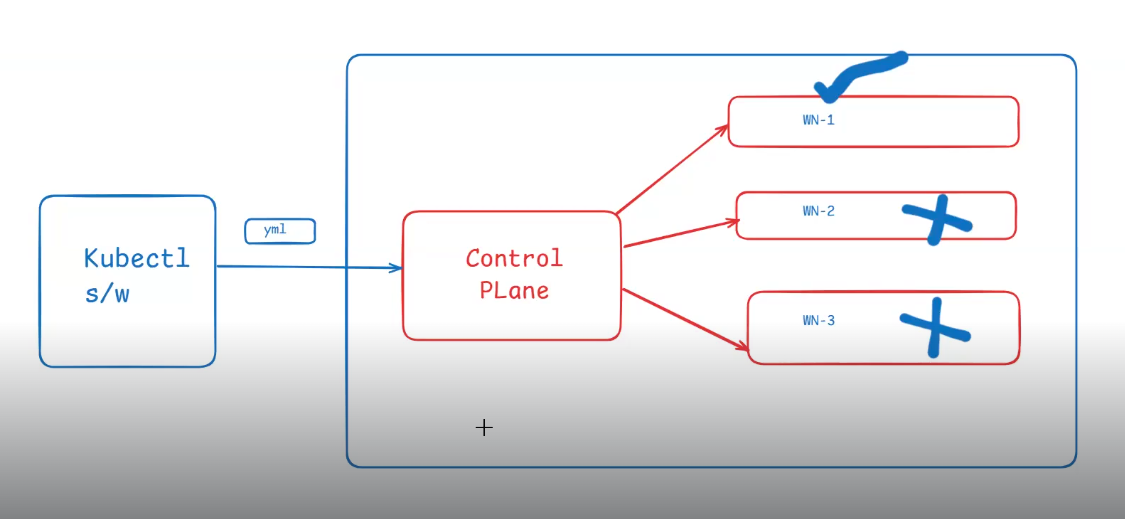 Kubectl
s/w
yml
Control
PLane
WN-1
WN-2
WN-3